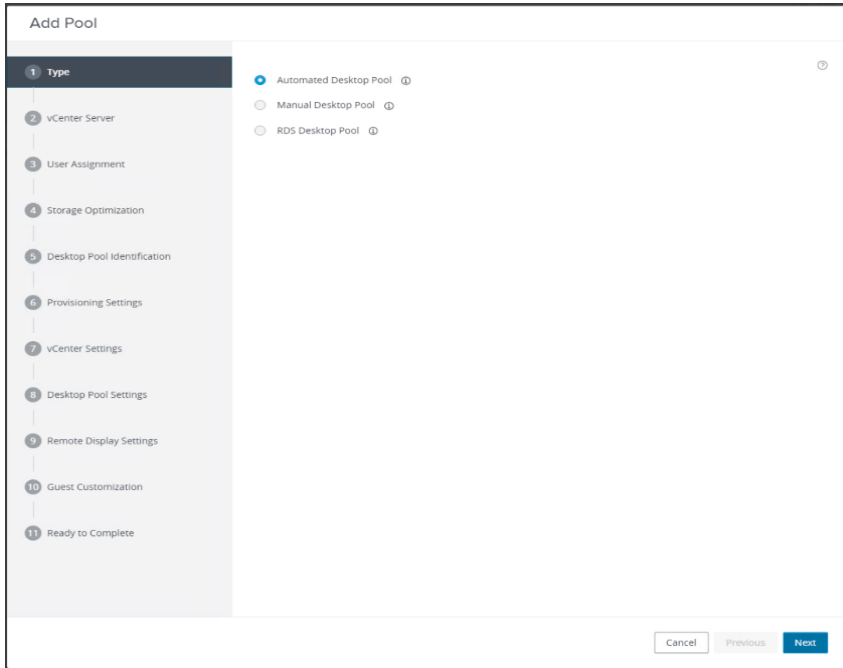 Add Pool
1 Type
2 vCenter Server
3 User Assignment
4 Storage Optimization
5 Desktop Pool Identification
6 Provisioning Settings
7 vCenter Settings
8 Desktop Pool Settings
9 Remote Display Settings
10 Guest Customization
11 Ready to Complete
Automated Desktop Pool
Manual Desktop Pool
RDS Desktop Pool
Cancel Previous Next